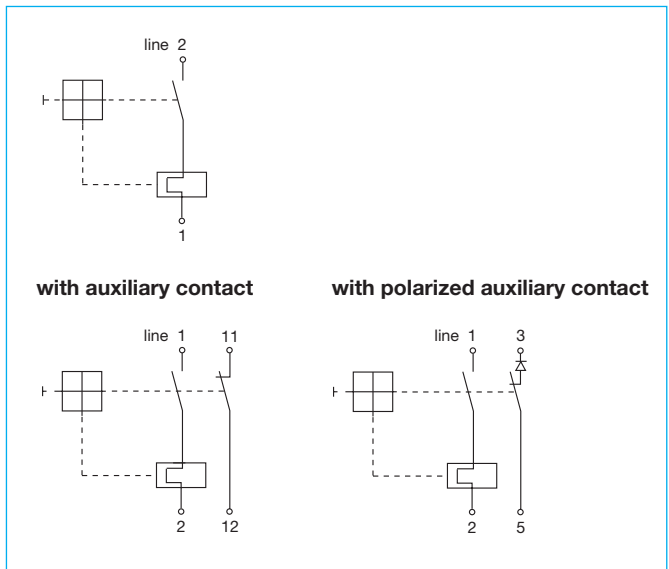 line 2
1
with auxiliary contact
with polarized auxiliary contact
line 1 11
line 1 3
2 12
2 5